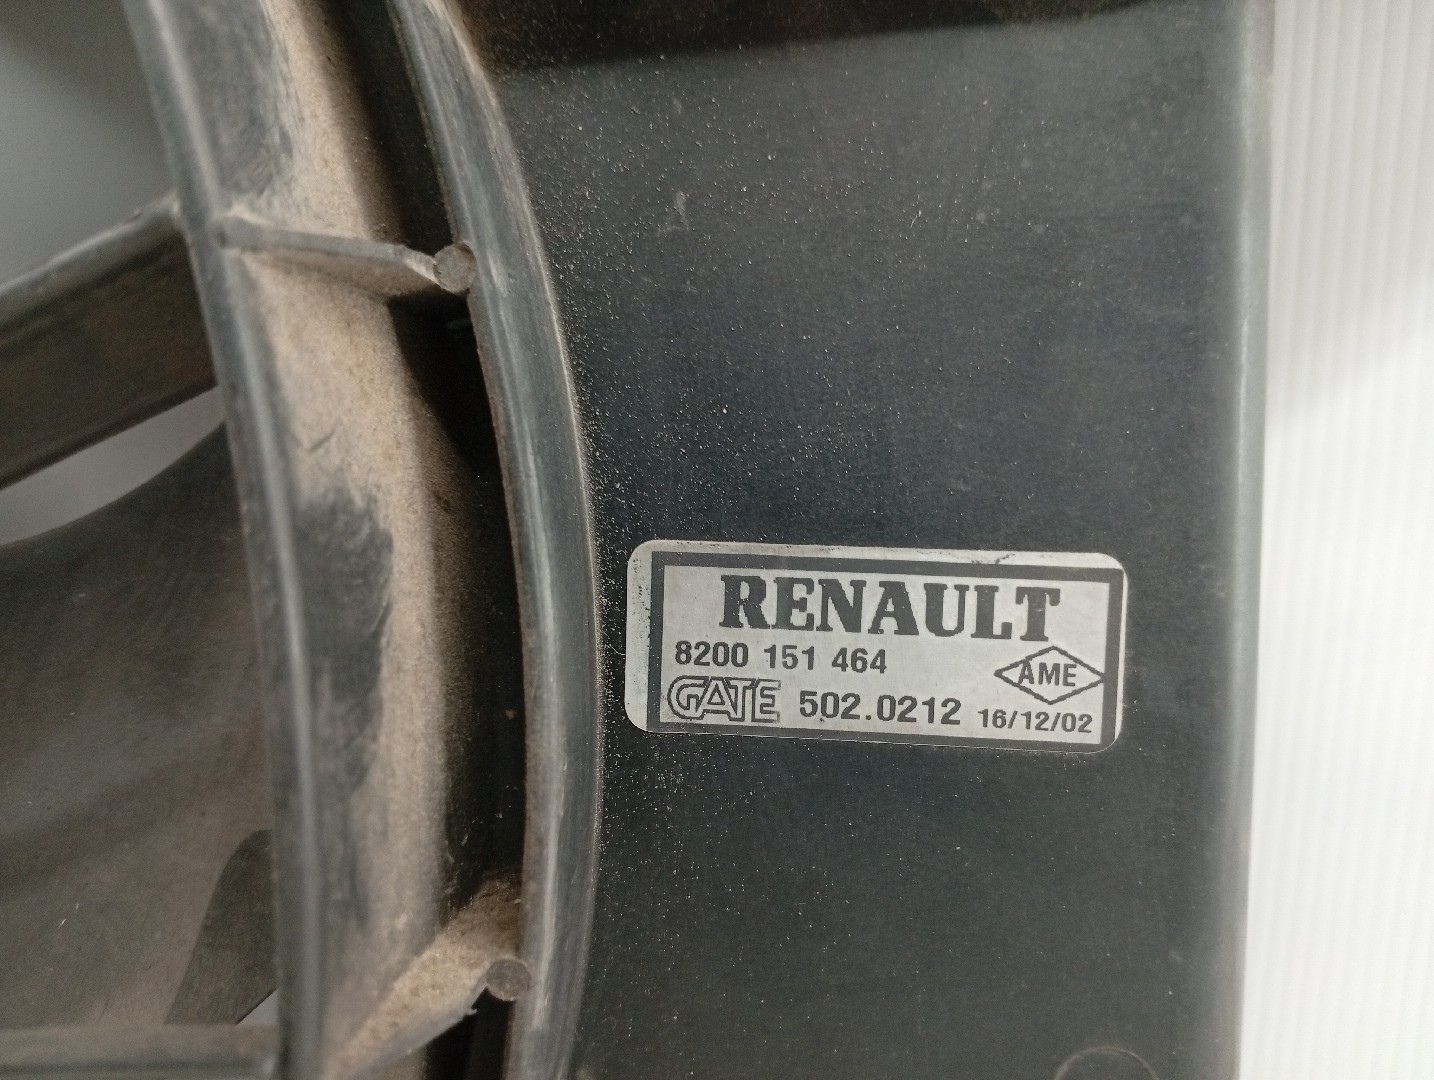 RENAULT
8200 151 464
AME
GATE 502.0212 16/12/02